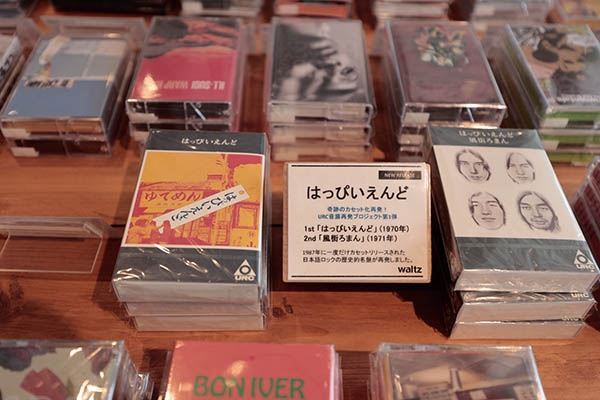 ILL-SUGI WARP
はっぴいえんど
ゆでめん
はっぴいえんど
URC
NEW RELEASE
はっぴいえんど
奇跡のカセット化再発!
URC音源再発プロジェクト第1弾
1st「はっぴいえんど」(1970年)
2nd「風街ろまん」(1971年)
1987年に一度だけカセットリリースされた
日本語ロックの歴史的名盤が再発しました。
waltz
はっぴいえんど
風街ろまん
URC
BON IVER